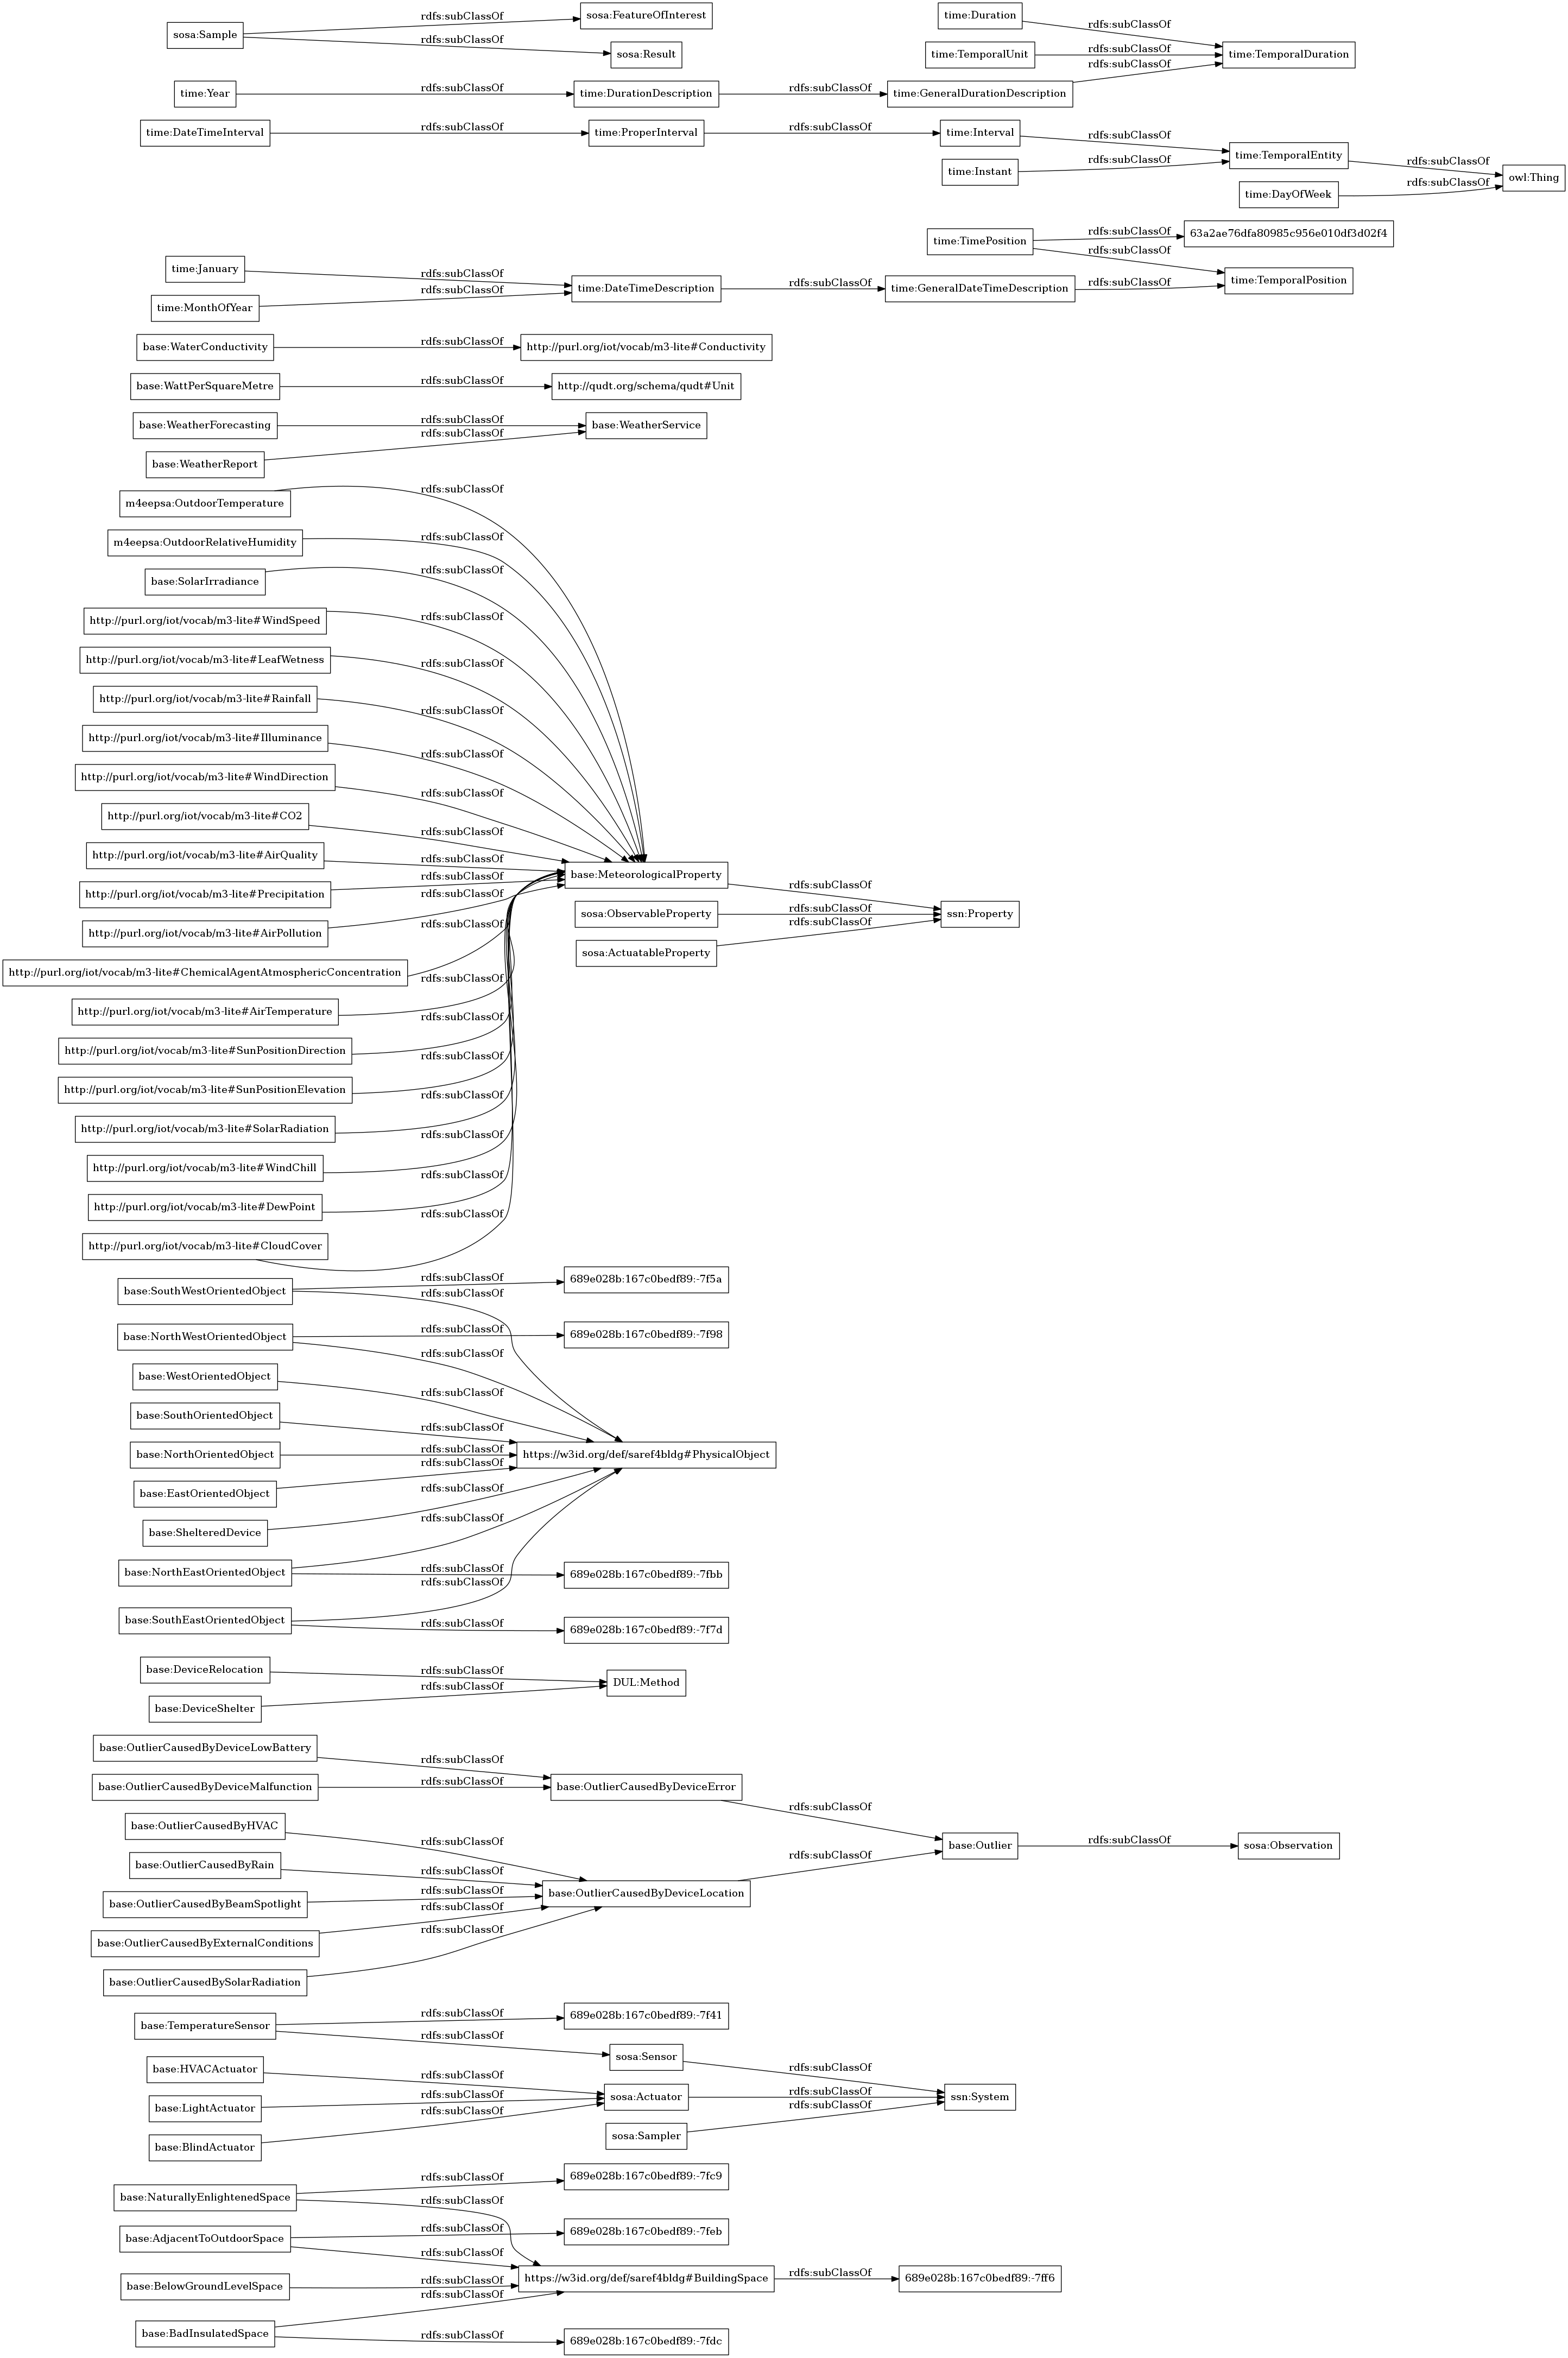 sosa:Sample
rdfs:subClassOf
sosa:FeatureOfInterest
rdfs:subClassOf
sosa:Result
time:Duration
rdfs:subClassOf
time:TemporalUnit
rdfs:subClassOf
time:TemporalDuration
time:Year
rdfs:subClassOf
time:DurationDescription
rdfs:subClassOf
time:GeneralDurationDescription
rdfs:subClassOf
time:DateTimeInterval
rdfs:subClassOf
time:ProperInterval
rdfs:subClassOf
time:Interval
rdfs:subClassOf
time:Instant
rdfs:subClassOf
time:TemporalEntity
rdfs:subClassOf
time:DayOfWeek
rdfs:subClassOf
owl:Thing
time:TimePosition
rdfs:subClassOf
63a2ae76dfa80985c956e010df3d02f4
rdfs:subClassOf
time:TemporalPosition
time:January
rdfs:subClassOf
time:MonthOfYear
rdfs:subClassOf
time:DateTimeDescription
rdfs:subClassOf
time:GeneralDateTimeDescription
rdfs:subClassOf
base:WaterConductivity
rdfs:subClassOf
http://purl.org/iot/vocab/m3-lite#Conductivity
base:WattPerSquareMetre
rdfs:subClassOf
http://qudt.org/schema/qudt#Unit
base:WeatherForecasting
rdfs:subClassOf
base:WeatherService
base:WeatherReport
rdfs:subClassOf
m4eepsa:OutdoorTemperature
rdfs:subClassOf
m4eepsa:OutdoorRelativeHumidity
rdfs:subClassOf
base:SolarIrradiance
rdfs:subClassOf
http://purl.org/iot/vocab/m3-lite#WindSpeed
rdfs:subClassOf
http://purl.org/iot/vocab/m3-lite#LeafWetness
rdfs:subClassOf
http://purl.org/iot/vocab/m3-lite#Rainfall
rdfs:subClassOf
http://purl.org/iot/vocab/m3-lite#Illuminance
rdfs:subClassOf
http://purl.org/iot/vocab/m3-lite#WindDirection
rdfs:subClassOf
http://purl.org/iot/vocab/m3-lite#CO2
rdfs:subClassOf
http://purl.org/iot/vocab/m3-lite#AirQuality
rdfs:subClassOf
http://purl.org/iot/vocab/m3-lite#Precipitation
rdfs:subClassOf
http://purl.org/iot/vocab/m3-lite#AirPollution
rdfs:subClassOf
base:MeteorologicalProperty
rdfs:subClassOf
sosa:ObservableProperty
rdfs:subClassOf
ssn:Property
sosa:ActuatableProperty
rdfs:subClassOf
http://purl.org/iot/vocab/m3-lite#ChemicalAgentAtmosphericConcentration
rdfs:subClassOf
http://purl.org/iot/vocab/m3-lite#AirTemperature
rdfs:subClassOf
http://purl.org/iot/vocab/m3-lite#SunPositionDirection
rdfs:subClassOf
http://purl.org/iot/vocab/m3-lite#SunPositionElevation
rdfs:subClassOf
http://purl.org/iot/vocab/m3-lite#SolarRadiation
rdfs:subClassOf
http://purl.org/iot/vocab/m3-lite#WindChill
rdfs:subClassOf
http://purl.org/iot/vocab/m3-lite#DewPoint
rdfs:subClassOf
http://purl.org/iot/vocab/m3-lite#CloudCover
rdfs:subClassOf
base:SouthWestOrientedObject
rdfs:subClassOf
689e028b:167c0bedf89:-7f5a
rdfs:subClassOf
base:NorthWestOrientedObject
rdfs:subClassOf
689e028b:167c0bedf89:-7f98
rdfs:subClassOf
base:WestOrientedObject
rdfs:subClassOf
base:SouthOrientedObject
rdfs:subClassOf
base:NorthOrientedObject
rdfs:subClassOf
https://w3id.org/def/saref4bldg#PhysicalObject
base:EastOrientedObject
rdfs:subClassOf
base:ShelteredDevice
rdfs:subClassOf
base:NorthEastOrientedObject
rdfs:subClassOf
rdfs:subClassOf
689e028b:167c0bedf89:-7fbb
base:SouthEastOrientedObject
rdfs:subClassOf
rdfs:subClassOf
689e028b:167c0bedf89:-7f7d
base:DeviceRelocation
rdfs:subClassOf
DUL:Method
base:DeviceShelter
rdfs:subClassOf
base:OutlierCausedByDeviceLowBattery
rdfs:subClassOf
base:OutlierCausedByDeviceMalfunction
rdfs:subClassOf
base:OutlierCausedByDeviceError
rdfs:subClassOf
base:OutlierCausedByHVAC
rdfs:subClassOf
base:Outlier
rdfs:subClassOf
sosa:Observation
base:OutlierCausedByRain
rdfs:subClassOf
base:OutlierCausedByBeamSpotlight
rdfs:subClassOf
base:OutlierCausedByDeviceLocation
rdfs:subClassOf
base:OutlierCausedByExternalConditions
rdfs:subClassOf
base:OutlierCausedBySolarRadiation
rdfs:subClassOf
base:TemperatureSensor
rdfs:subClassOf
689e028b:167c0bedf89:-7f41
rdfs:subClassOf
sosa:Sensor
rdfs:subClassOf
base:HVACActuator
rdfs:subClassOf
base:LightActuator
rdfs:subClassOf
sosa:Actuator
rdfs:subClassOf
ssn:System
base:BlindActuator
rdfs:subClassOf
sosa:Sampler
rdfs:subClassOf
base:NaturallyEnlightenedSpace
rdfs:subClassOf
689e028b:167c0bedf89:-7fc9
rdfs:subClassOf
base:AdjacentToOutdoorSpace
rdfs:subClassOf
689e028b:167c0bedf89:-7feb
rdfs:subClassOf
base:BelowGroundLevelSpace
rdfs:subClassOf
https://w3id.org/def/saref4bldg#BuildingSpace
rdfs:subClassOf
689e028b:167c0bedf89:-7ff6
base:BadInsulatedSpace
rdfs:subClassOf
rdfs:subClassOf
689e028b:167c0bedf89:-7fdc